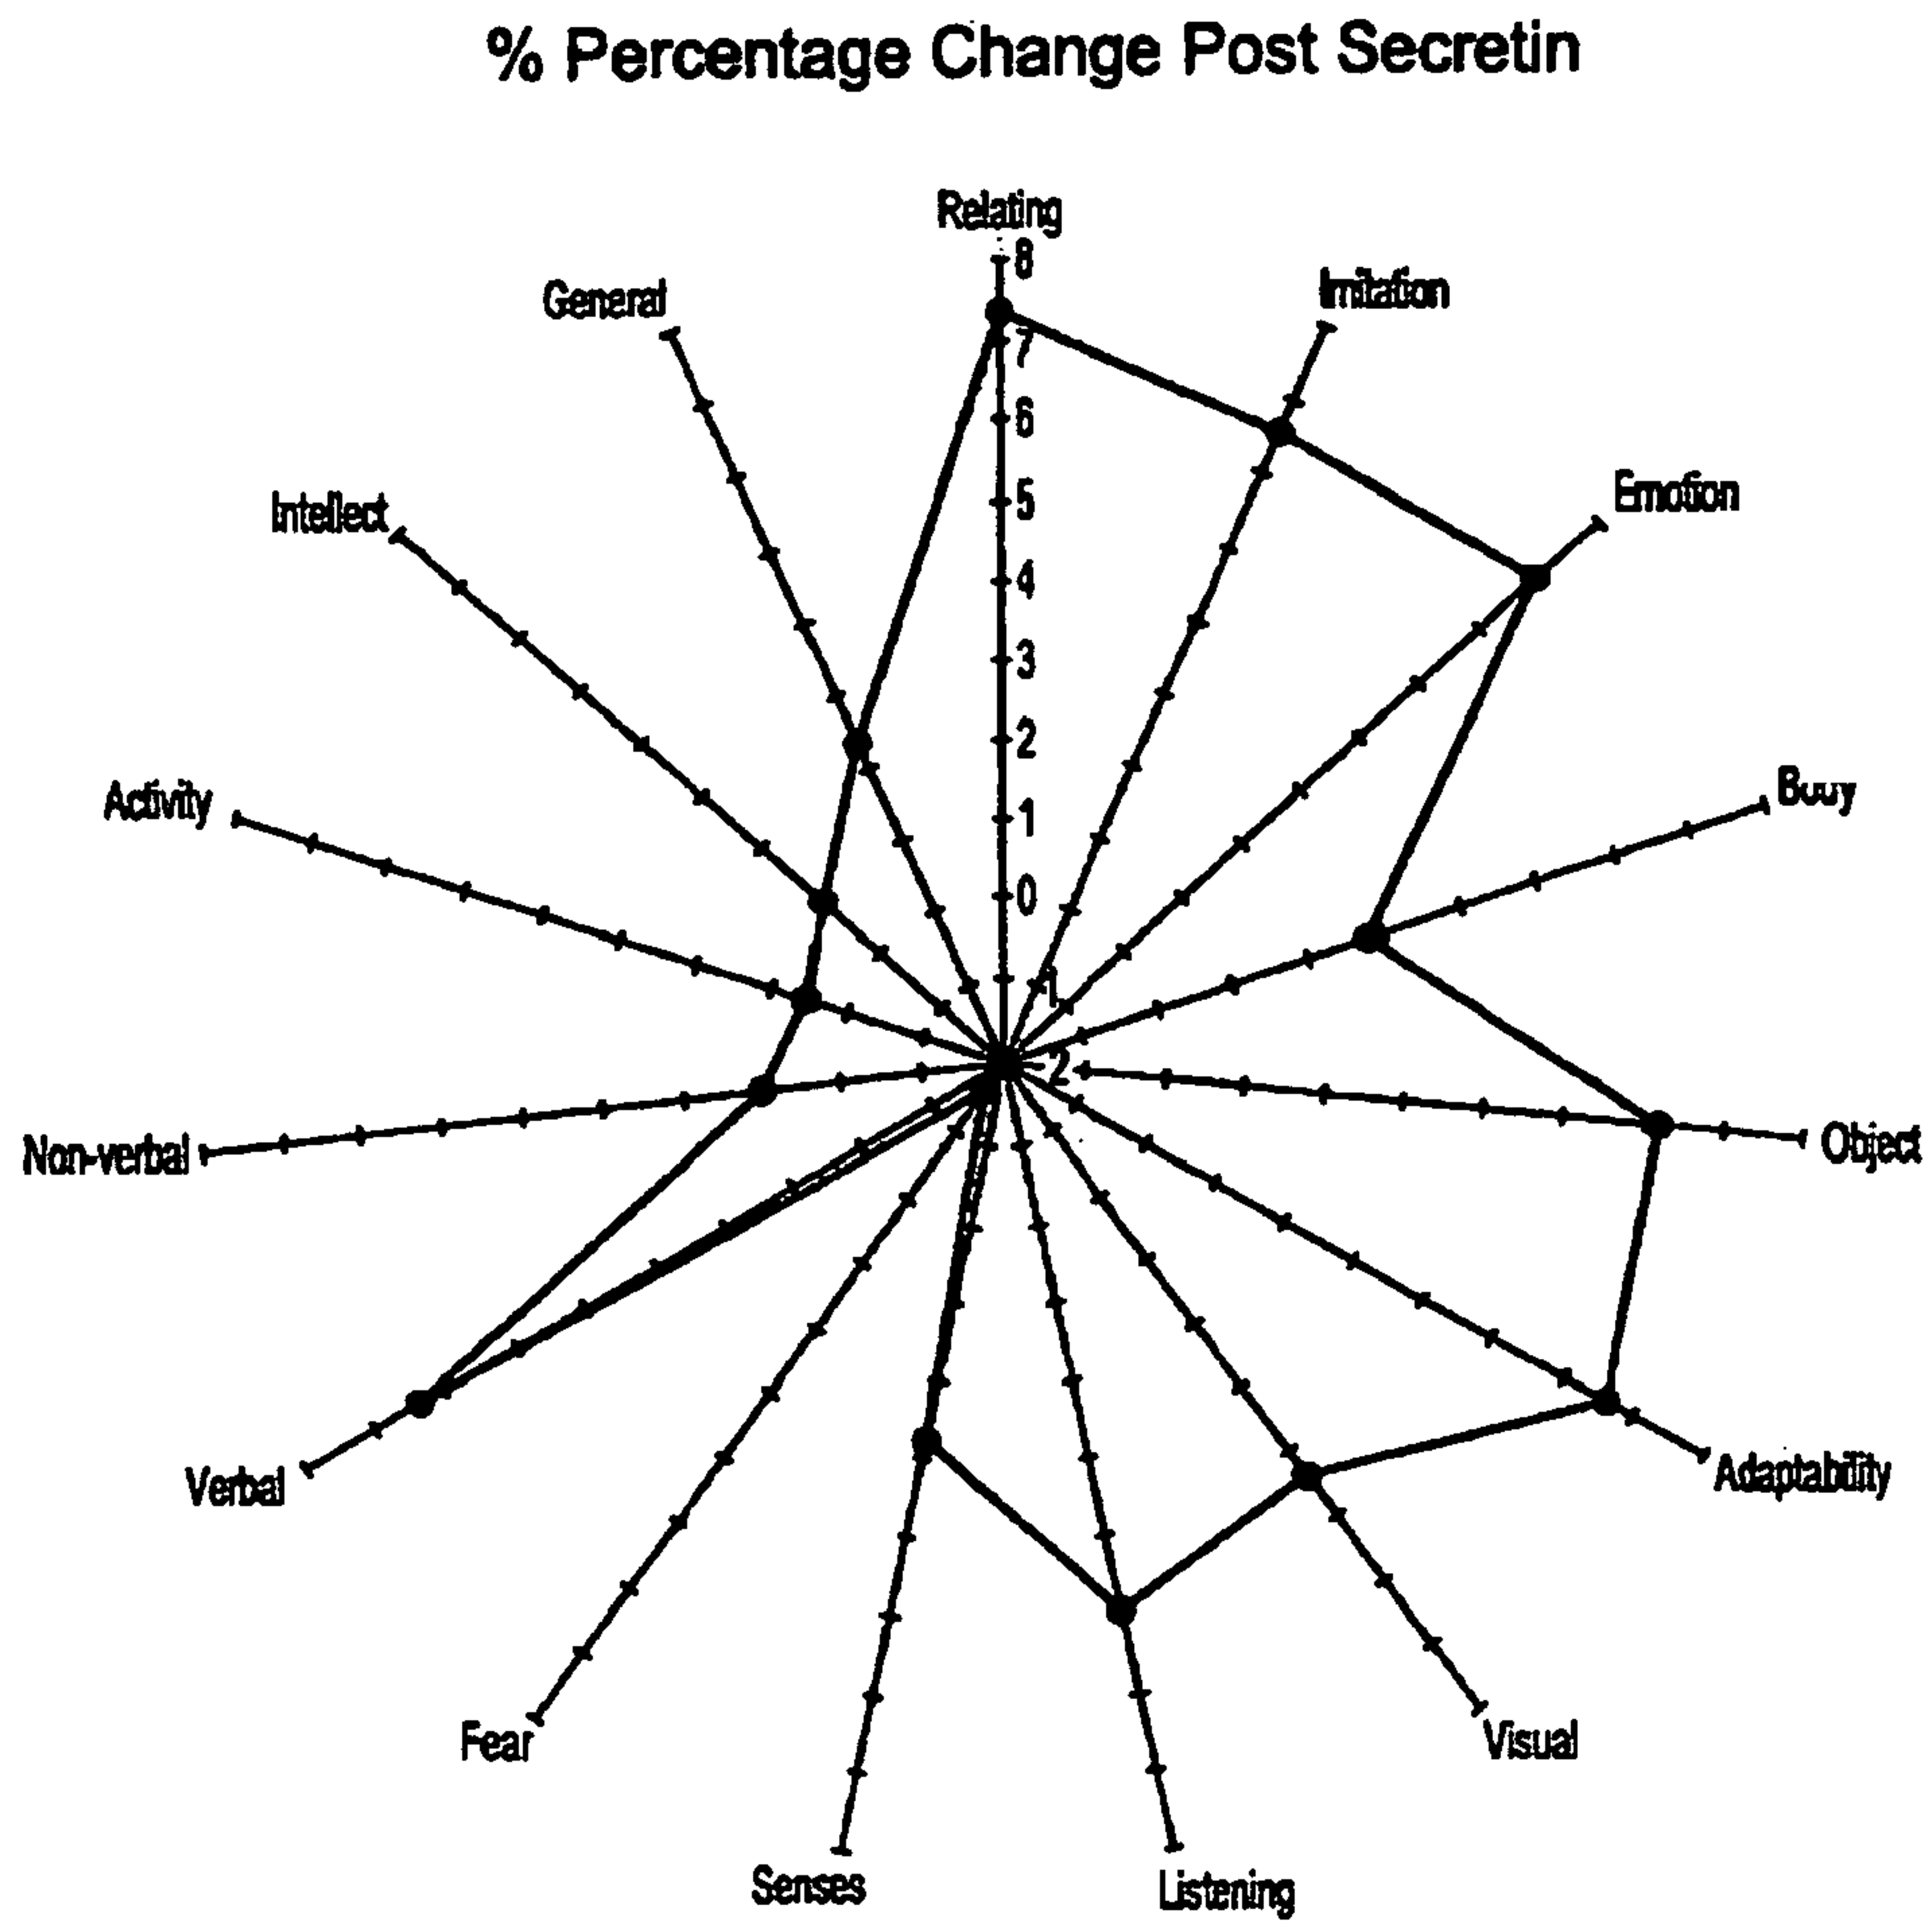 % Percentage Change Post Secretin
Relating
8
Imitation
General
7
6
Emotion
Intellect
5
4
3
2
Buuy
Activity
1
0
1
2
Object
Non-verbal
Adaptability
Verbal
Visual
Fear
Senses
Listening